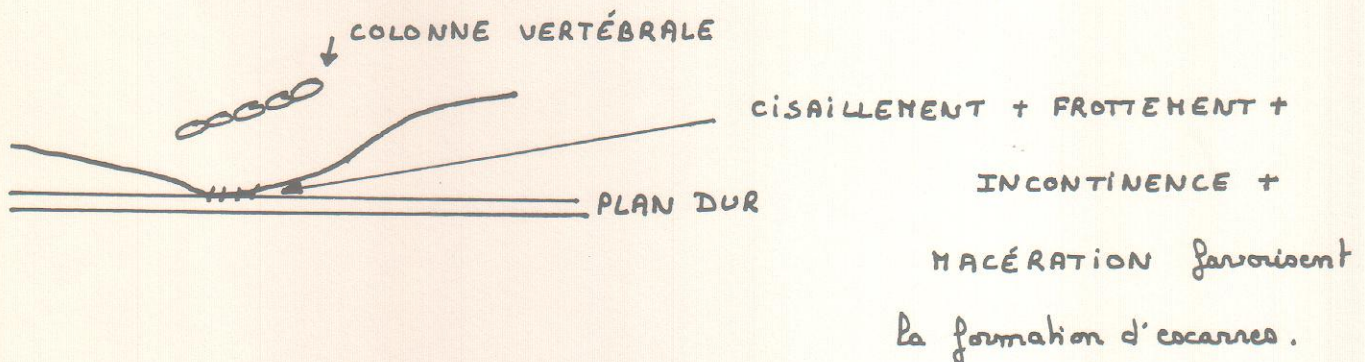 COLONNE VERTÉBRALE
CISAILLEMENT + FROTTEMENT +
INCONTINENCE +
PLAN DUR
MACÉRATION favorisent
la formation d'escarres.